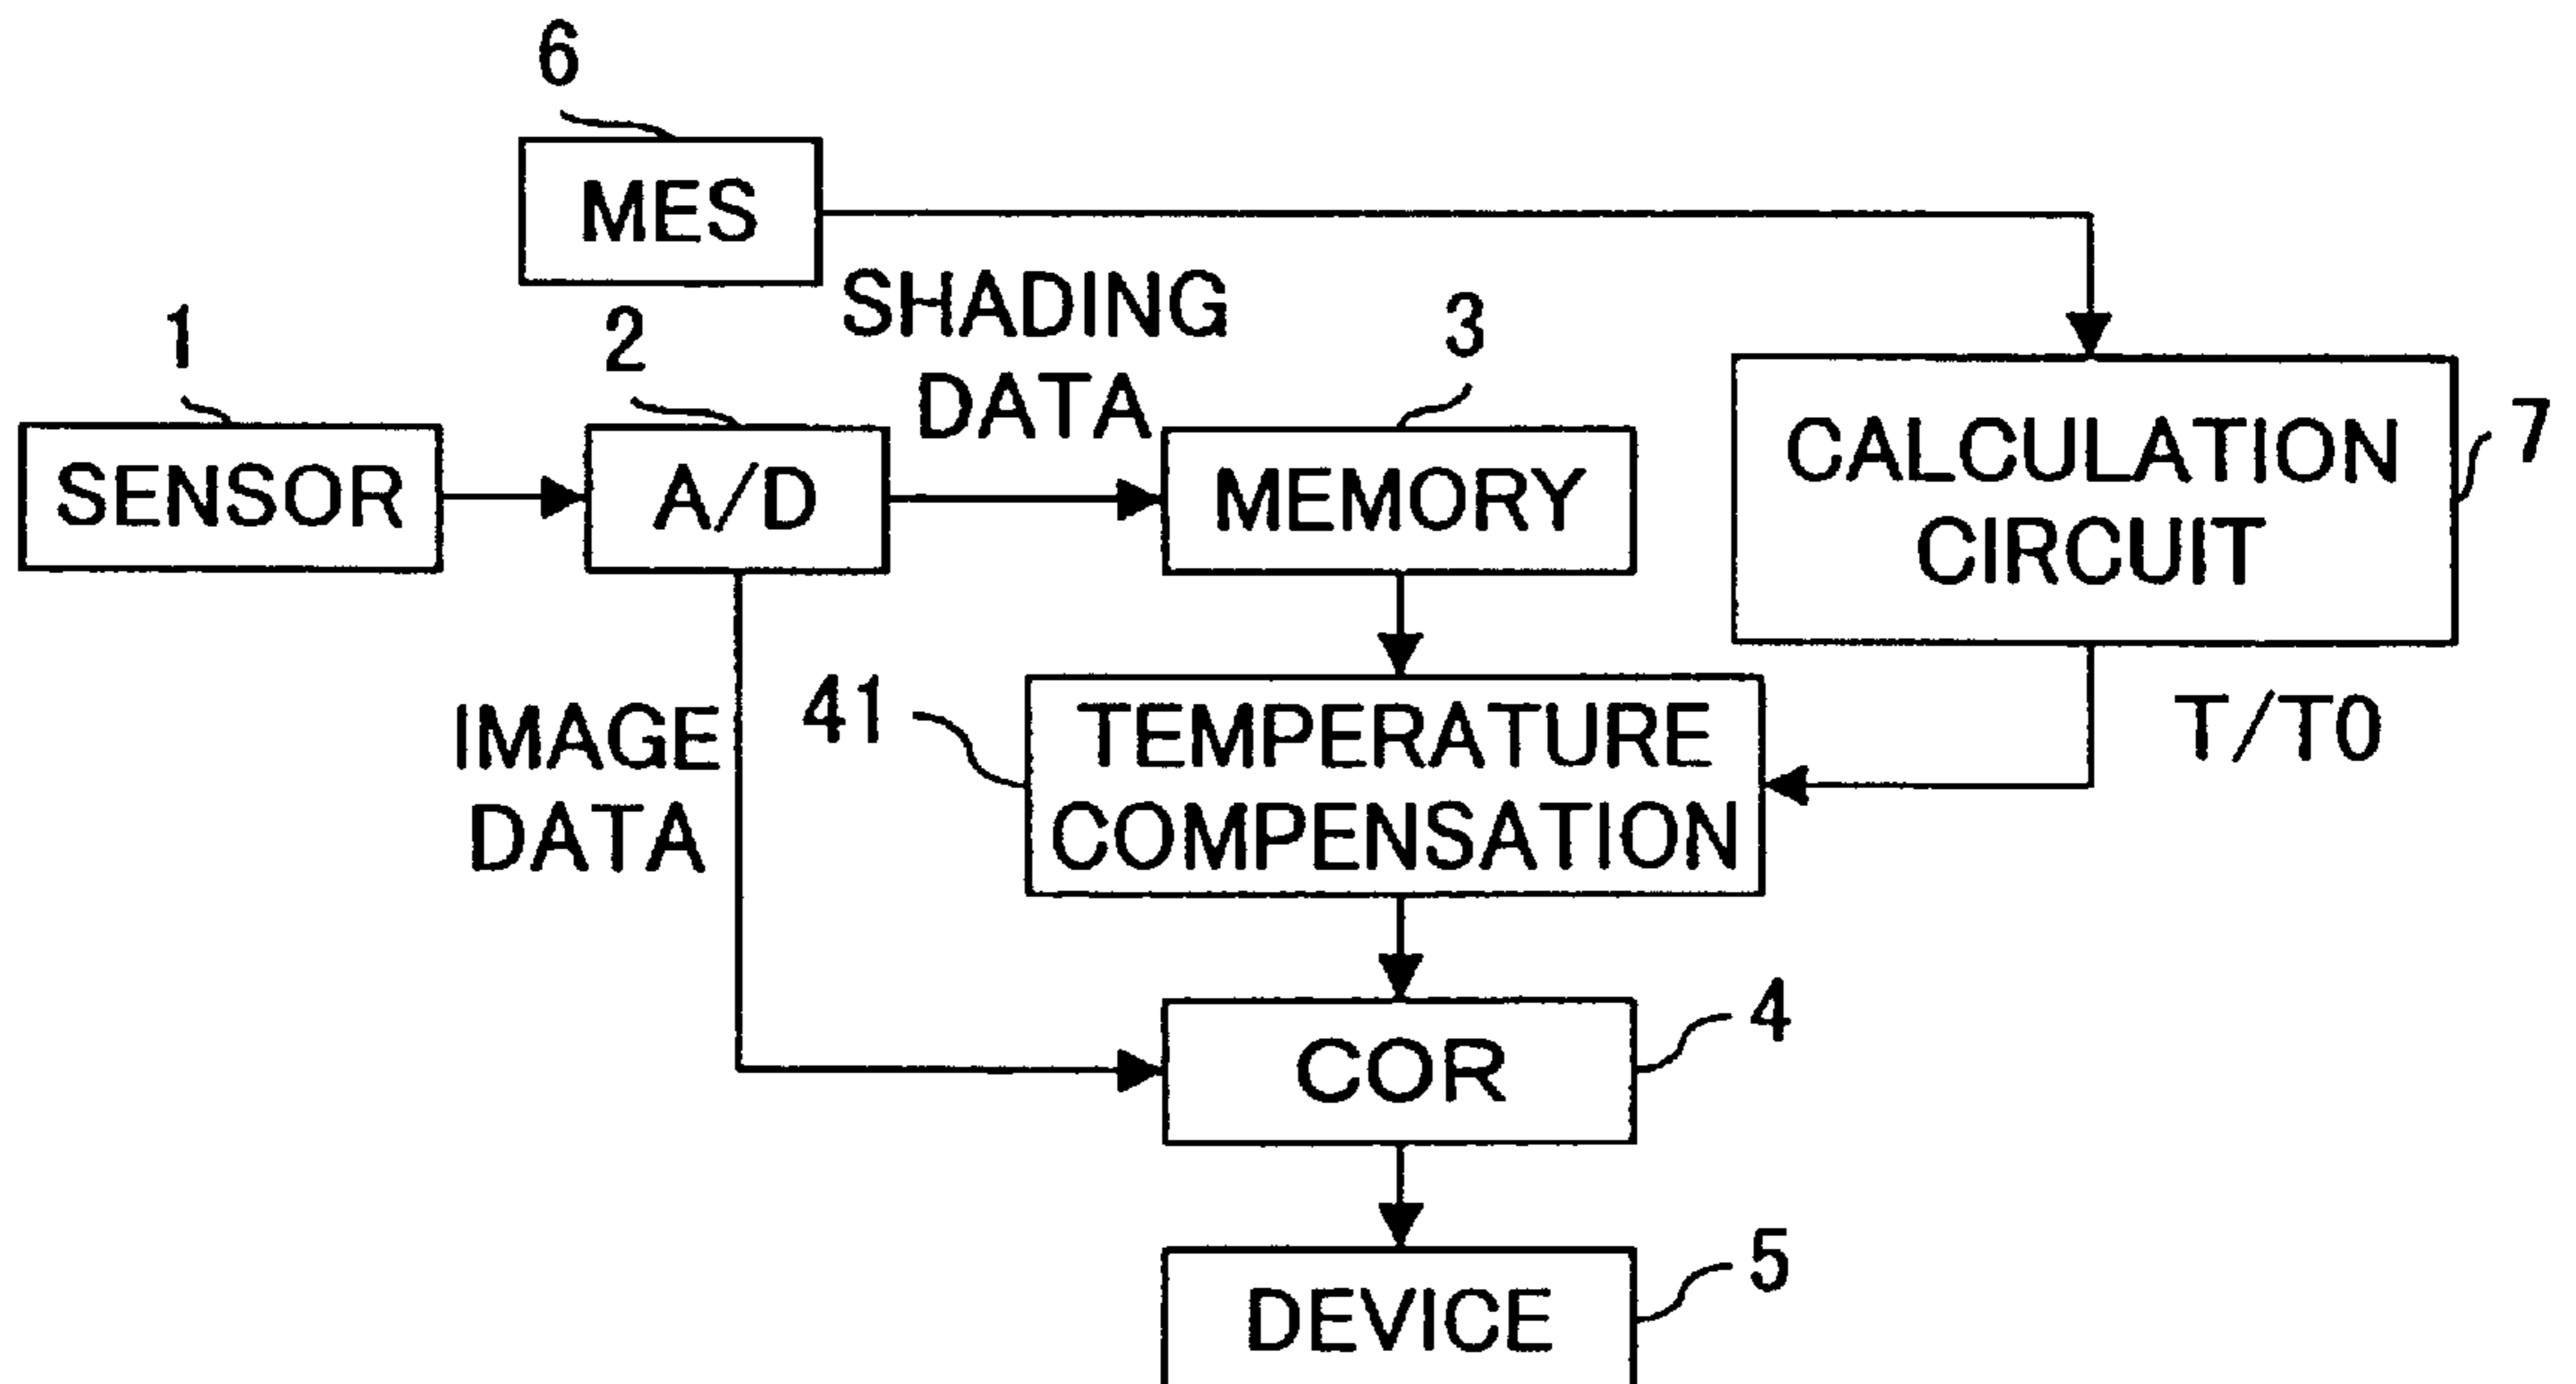 6
MES
SHADING
DATA
1
2
3
SENSOR
A/D
MEMORY
CALCULATION
CIRCUIT
7
IMAGE
DATA
41
TEMPERATURE
COMPENSATION
T/T0
COR
4
DEVICE
5